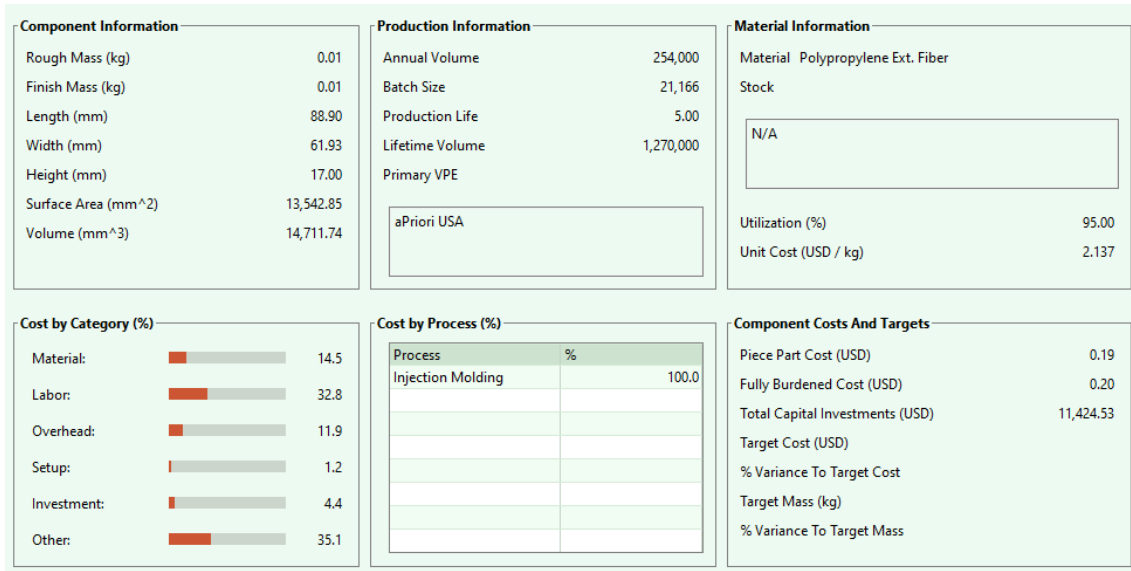 Component Information
Rough Mass (kg) 0.01
Finish Mass (kg) 0.01
Length (mm) 88.90
Width (mm) 61.93
Height (mm) 17.00
Surface Area (mm^2) 13,542.85
Volume (mm^3) 14,711.74
Production Information
Annual Volume 254,000
Batch Size 21,166
Production Life 5.00
Lifetime Volume 1,270,000
Primary VPE
aPriori USA
Material Information
Material Polypropylene Ext. Fiber
Stock
N/A
Utilization (%) 95.00
Unit Cost (USD / kg) 2.137
Cost by Category (%)
Material: 14.5
Labor: 32.8
Overhead: 11.9
Setup: 1.2
Investment: 4.4
Other: 35.1
Cost by Process (%)
Process %
Injection Molding 100.0
Component Costs And Targets
Piece Part Cost (USD) 0.19
Fully Burdened Cost (USD) 0.20
Total Capital Investments (USD) 11,424.53
Target Cost (USD)
% Variance To Target Cost
Target Mass (kg)
% Variance To Target Mass